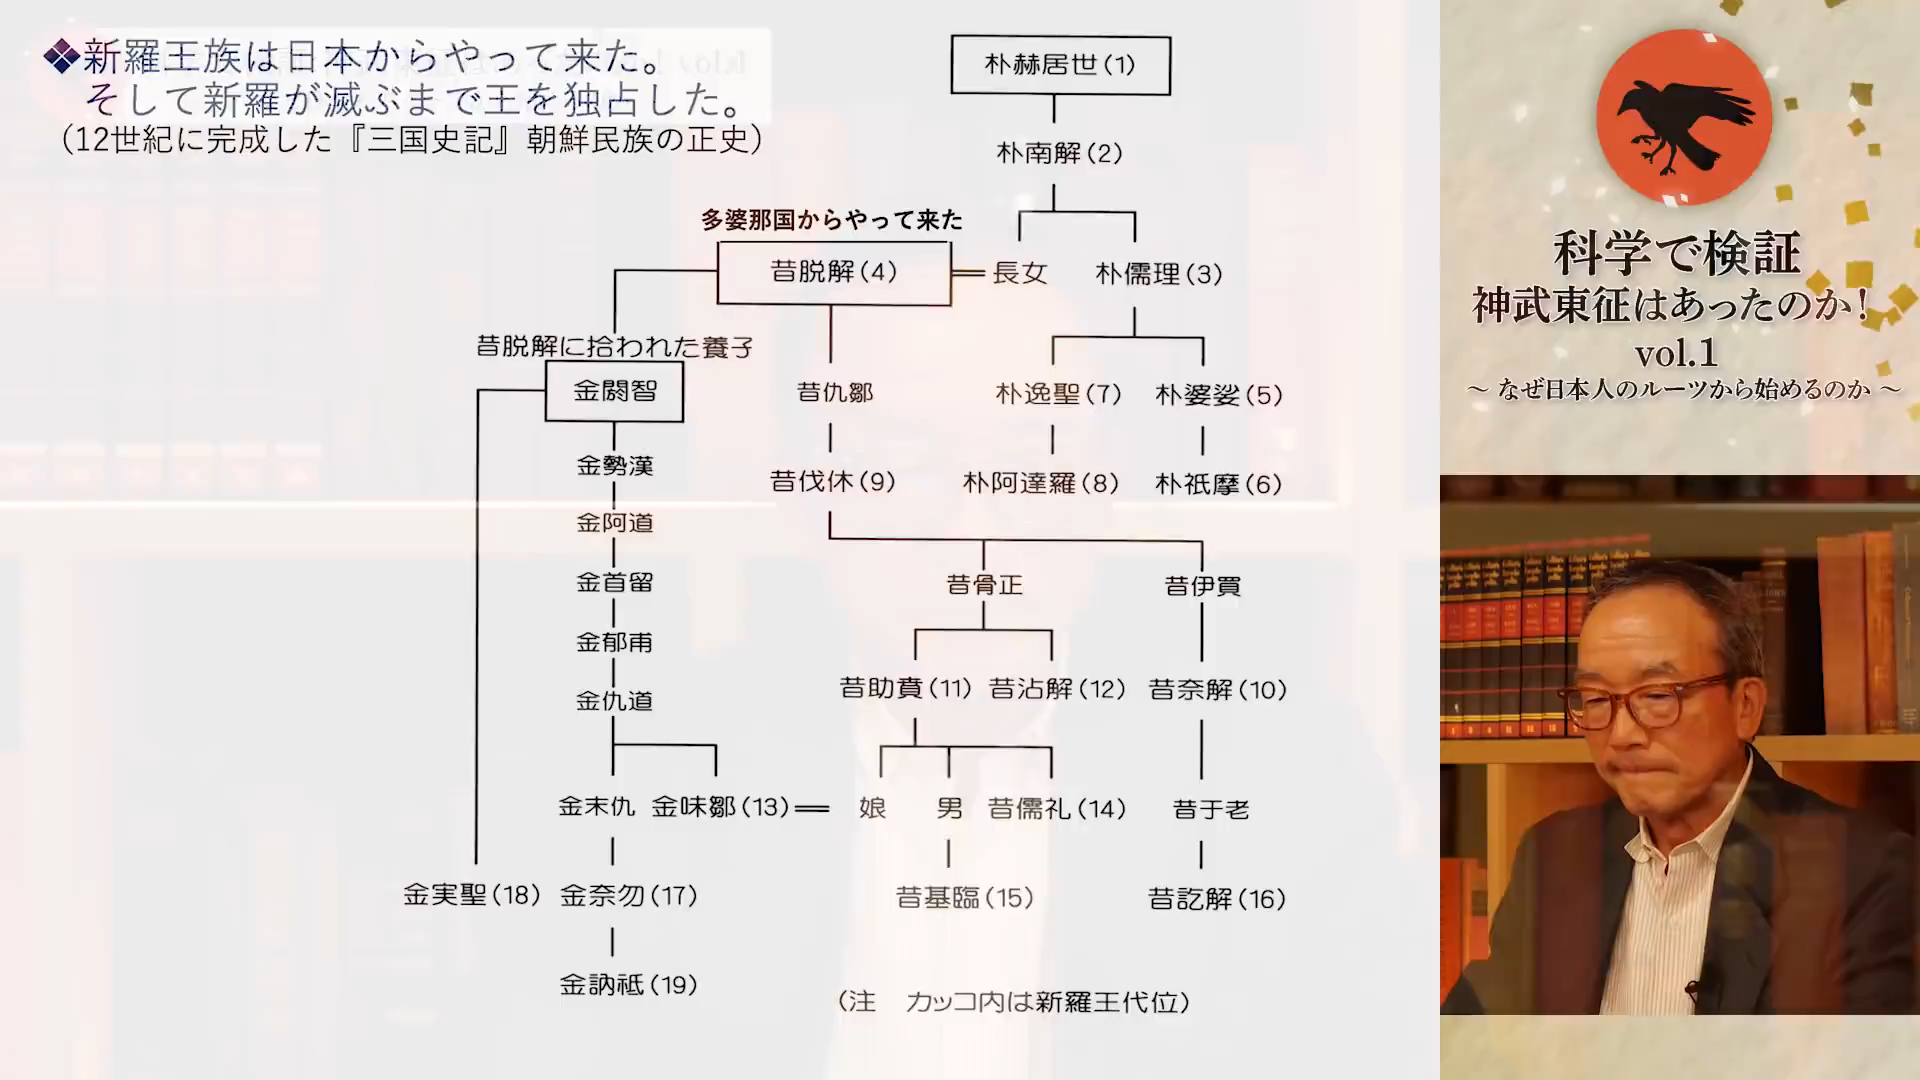 ❖新羅王族は日本からやって来た。
そして新羅が滅ぶまで王を独占した。
(12世紀に完成した『三国史記』朝鮮民族の正史)
朴赫居世(1)
朴南解(2)
多婆那国からやって来た
昔脱解(4)
長女
朴儒理(3)
昔脱解に拾われた養子
金閼智
昔仇鄒
朴逸聖(7)
朴婆娑(5)
金勢漢
昔伐休(9)
朴阿達羅(8)
朴祇摩(6)
金阿道
金首留
昔骨正
昔伊買
金郁甫
金仇道
昔助賁(11)
昔沾解(12)
昔奈解(10)
金末仇
金味鄒(13)
娘
男
昔儒礼(14)
昔于老
金実聖(18)
金奈勿(17)
昔基臨(15)
昔訖解(16)
金訥祗(19)
(注 カッコ内は新羅王代位)
科学で検証
神武東征はあったのか!
vol.1
~ なぜ日本人のルーツから始めるのか ~